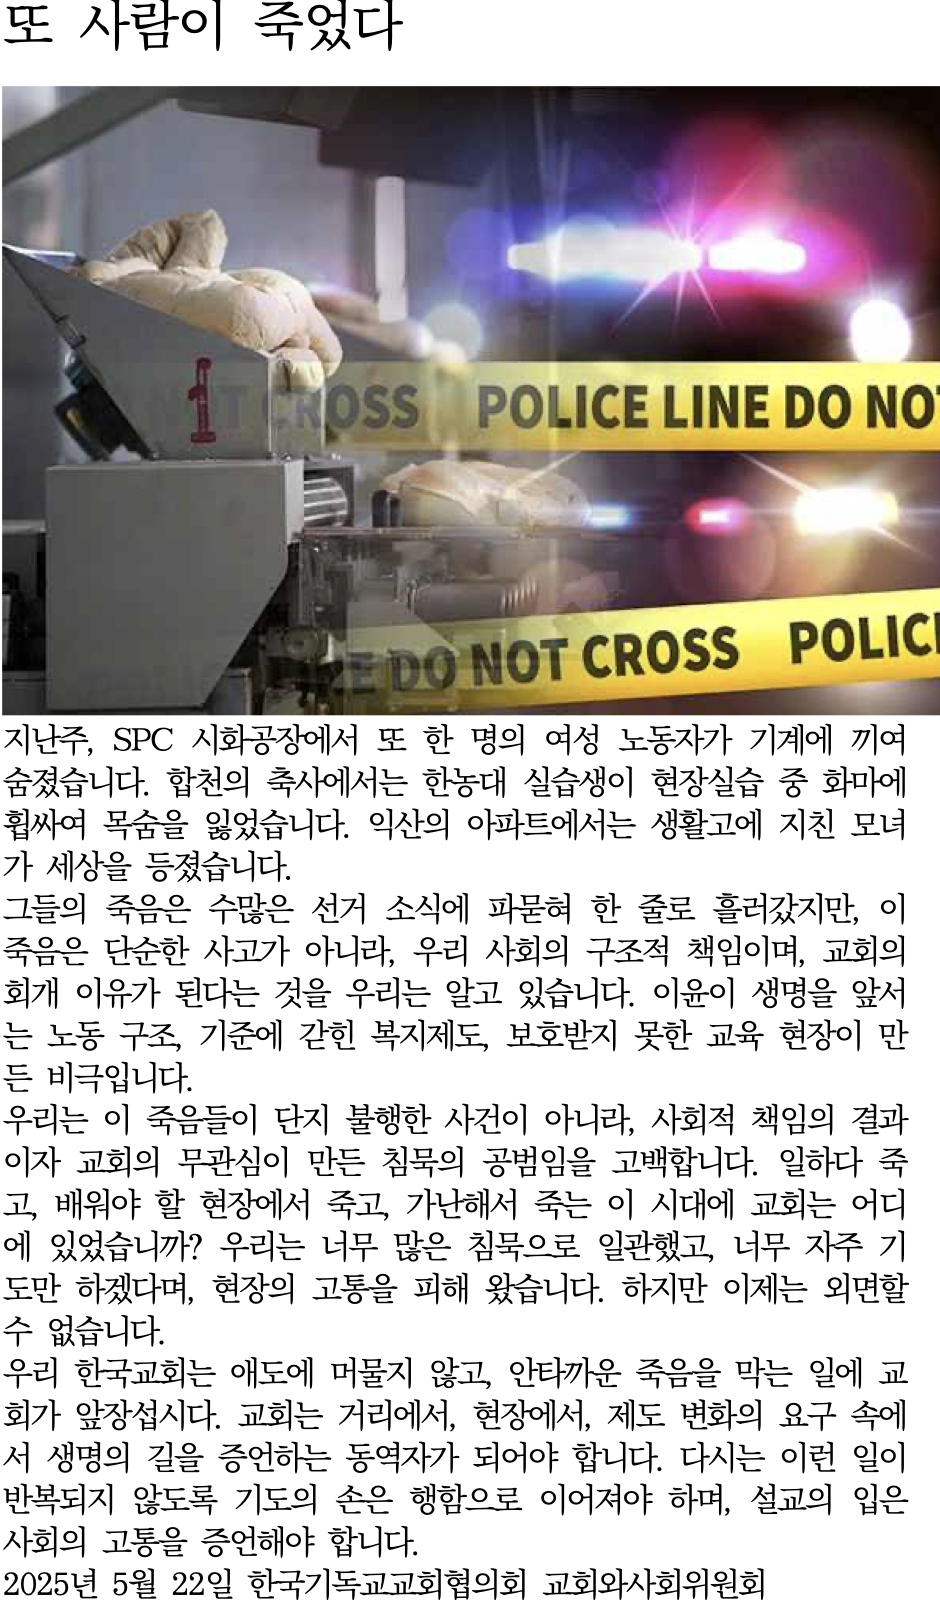 또 사람이 죽었다
N 1 T CROSS POLICE LINE DO NOT
NE DO NOT CROSS POLICE
지난주, SPC 시화공장에서 또 한 명의 여성 노동자가 기계에 끼여
숨졌습니다. 합천의 축사에서는 한농대 실습생이 현장실습 중 화마에
휩싸여 목숨을 잃었습니다. 익산의 아파트에서는 생활고에 지친 모녀
가 세상을 등졌습니다.
그들의 죽음은 수많은 선거 소식에 파묻혀 한 줄로 흘러갔지만, 이
죽음은 단순한 사고가 아니라, 우리 사회의 구조적 책임이며, 교회의
회개 이유가 된다는 것을 우리는 알고 있습니다. 이윤이 생명을 앞서
는 노동 구조, 기준에 갇힌 복지제도, 보호받지 못한 교육 현장이 만
든 비극입니다.
우리는 이 죽음들이 단지 불행한 사건이 아니라, 사회적 책임의 결과
이자 교회의 무관심이 만든 침묵의 공범임을 고백합니다. 일하다 죽
고, 배워야 할 현장에서 죽고, 가난해서 죽는 이 시대에 교회는 어디
에 있었습니까? 우리는 너무 많은 침묵으로 일관했고, 너무 자주 기
도만 하겠다며, 현장의 고통을 피해 왔습니다. 하지만 이제는 외면할
수 없습니다.
우리 한국교회는 애도에 머물지 않고, 안타까운 죽음을 막는 일에 교
회가 앞장섭시다. 교회는 거리에서, 현장에서, 제도 변화의 요구 속에
서 생명의 길을 증언하는 동역자가 되어야 합니다. 다시는 이런 일이
반복되지 않도록 기도의 손은 행함으로 이어져야 하며, 설교의 입은
사회의 고통을 증언해야 합니다.
2025년 5월 22일 한국기독교교회협의회 교회와사회위원회